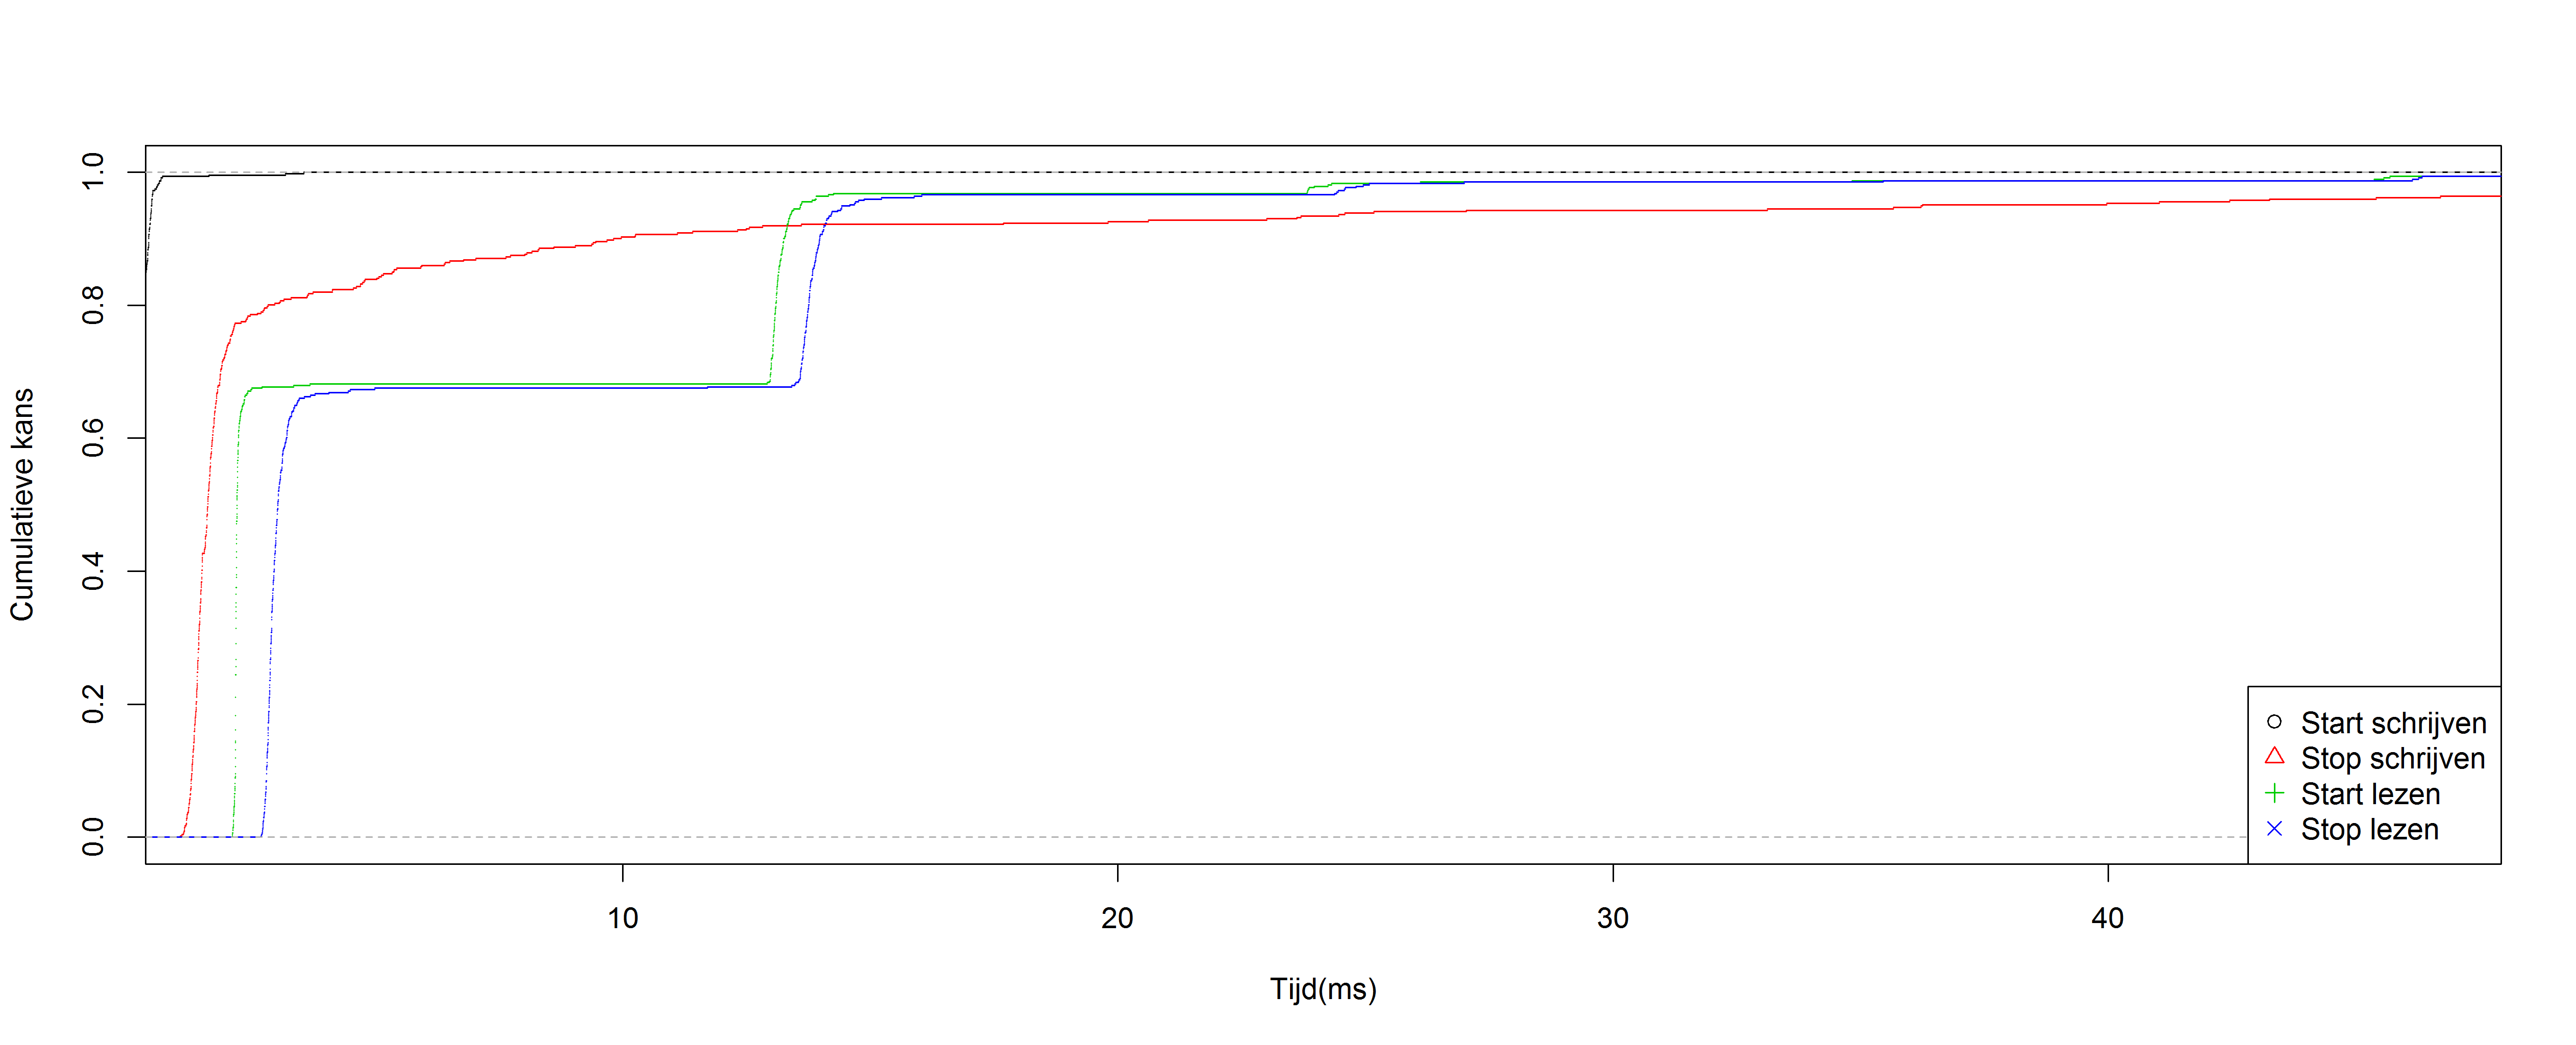 Cumulatieve kans
1.0
0.8
0.6
0.4
0.2
0.0
Start schrijven
Stop schrijven
Start lezen
Stop lezen
10 20 30 40
Tijd(ms)